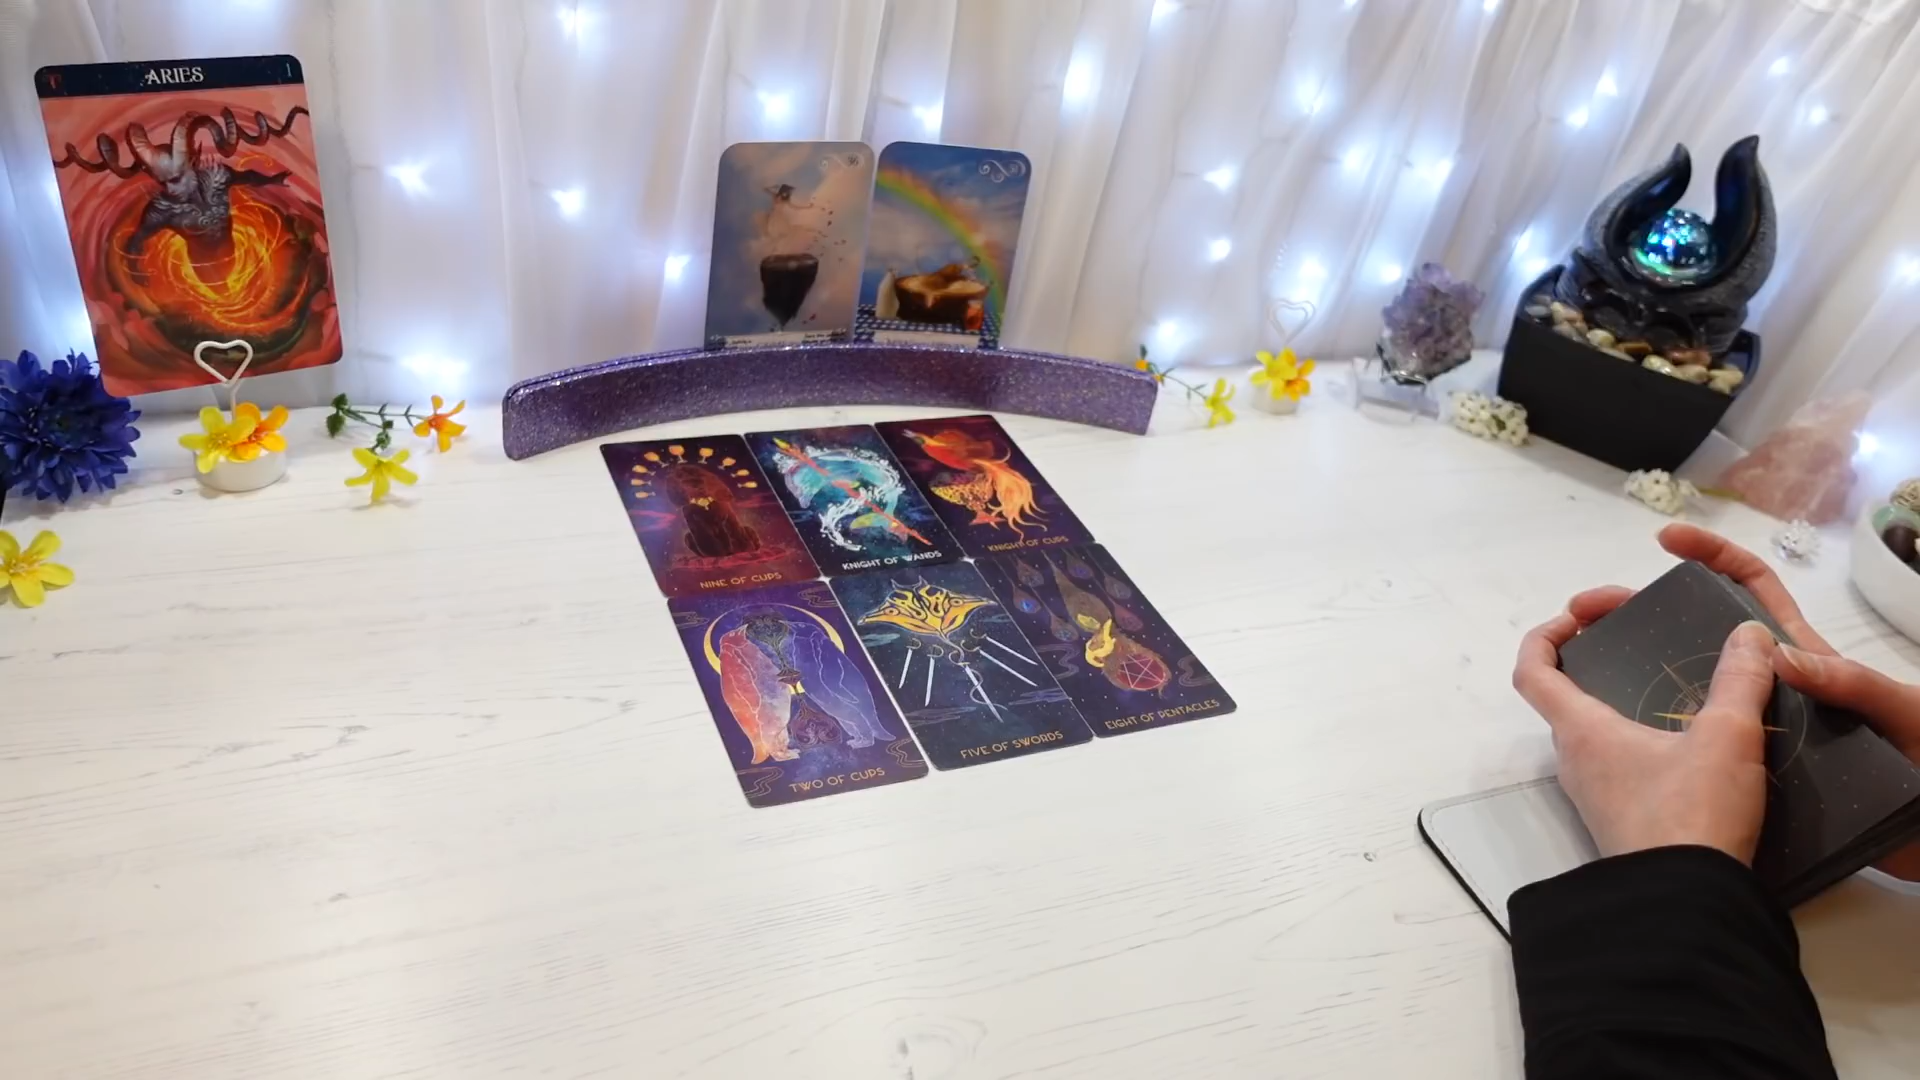 ARIES 1
NINE OF CUPS
KNIGHT OF WANDS
KNIGHT OF CUPS
TWO OF CUPS
FIVE OF SWORDS
EIGHT OF PENTACLES